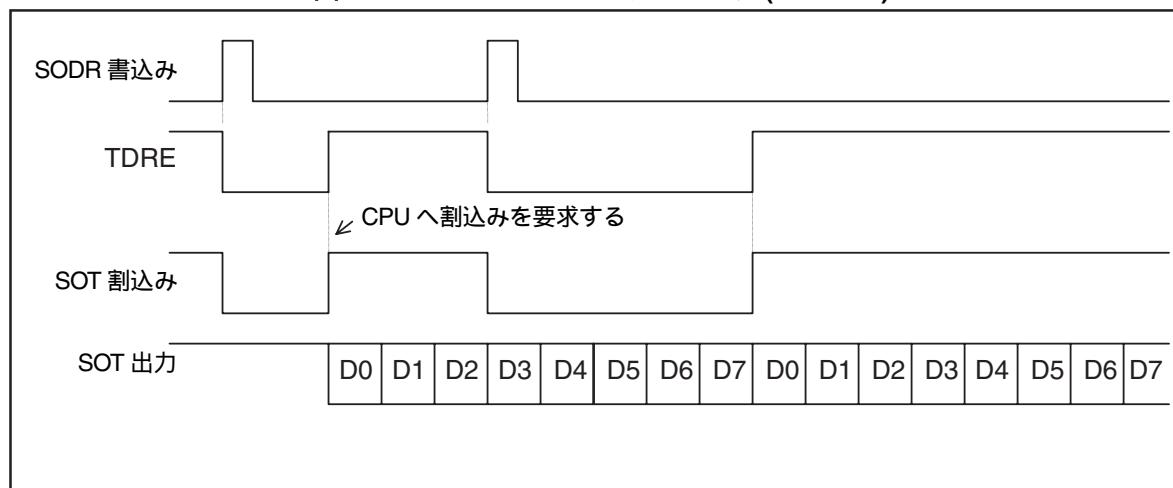 SODR 書込み
TDRE
CPU へ割込みを要求する
SOT 割込み
SOT 出力
D0 D1 D2 D3 D4 D5 D6 D7 D0 D1 D2 D3 D4 D5 D6 D7